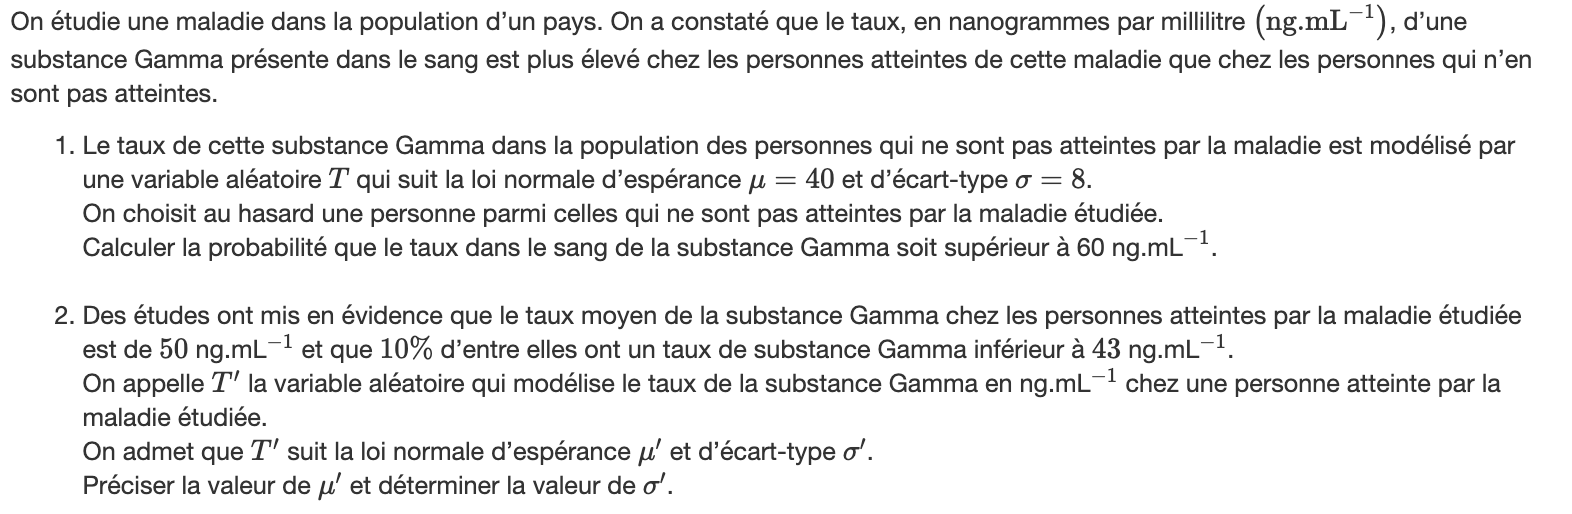 On étudie une maladie dans la population d’un pays. On a constaté que le taux, en nanogrammes par millilitre (ng.mL⁻¹), d’une
substance Gamma présente dans le sang est plus élevé chez les personnes atteintes de cette maladie que chez les personnes qui n’en
sont pas atteintes.
1. Le taux de cette substance Gamma dans la population des personnes qui ne sont pas atteintes par la maladie est modélisé par
une variable aléatoire T qui suit la loi normale d’espérance μ = 40 et d’écart-type σ = 8.
On choisit au hasard une personne parmi celles qui ne sont pas atteintes par la maladie étudiée.
Calculer la probabilité que le taux dans le sang de la substance Gamma soit supérieur à 60 ng.mL⁻¹.
2. Des études ont mis en évidence que le taux moyen de la substance Gamma chez les personnes atteintes par la maladie étudiée
est de 50 ng.mL⁻¹ et que 10% d’entre elles ont un taux de substance Gamma inférieur à 43 ng.mL⁻¹.
On appelle T′ la variable aléatoire qui modélise le taux de la substance Gamma en ng.mL⁻¹ chez une personne atteinte par la
maladie étudiée.
On admet que T′ suit la loi normale d’espérance μ′ et d’écart-type σ′.
Préciser la valeur de μ′ et déterminer la valeur de σ′.